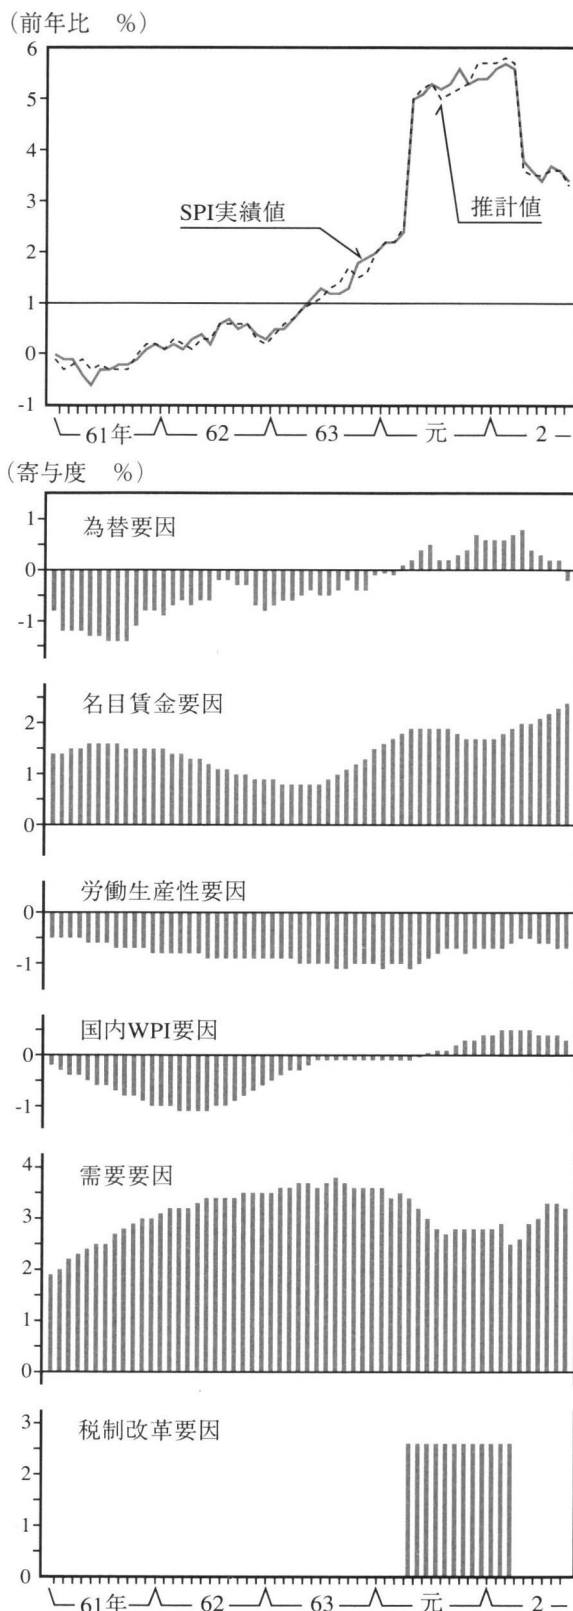 (前年比 %)
6
5
4
3
2
1
0
-1
SPI実績値
推計値
61年 62 63 元 2
(寄与度 %)
為替要因
1
0
-1
名目賃金要因
2
1
0
労働生産性要因
0
-1
国内WPI要因
0
-1
需要要因
4
3
2
1
0
税制改革要因
3
2
1
0
61年 62 63 元 2